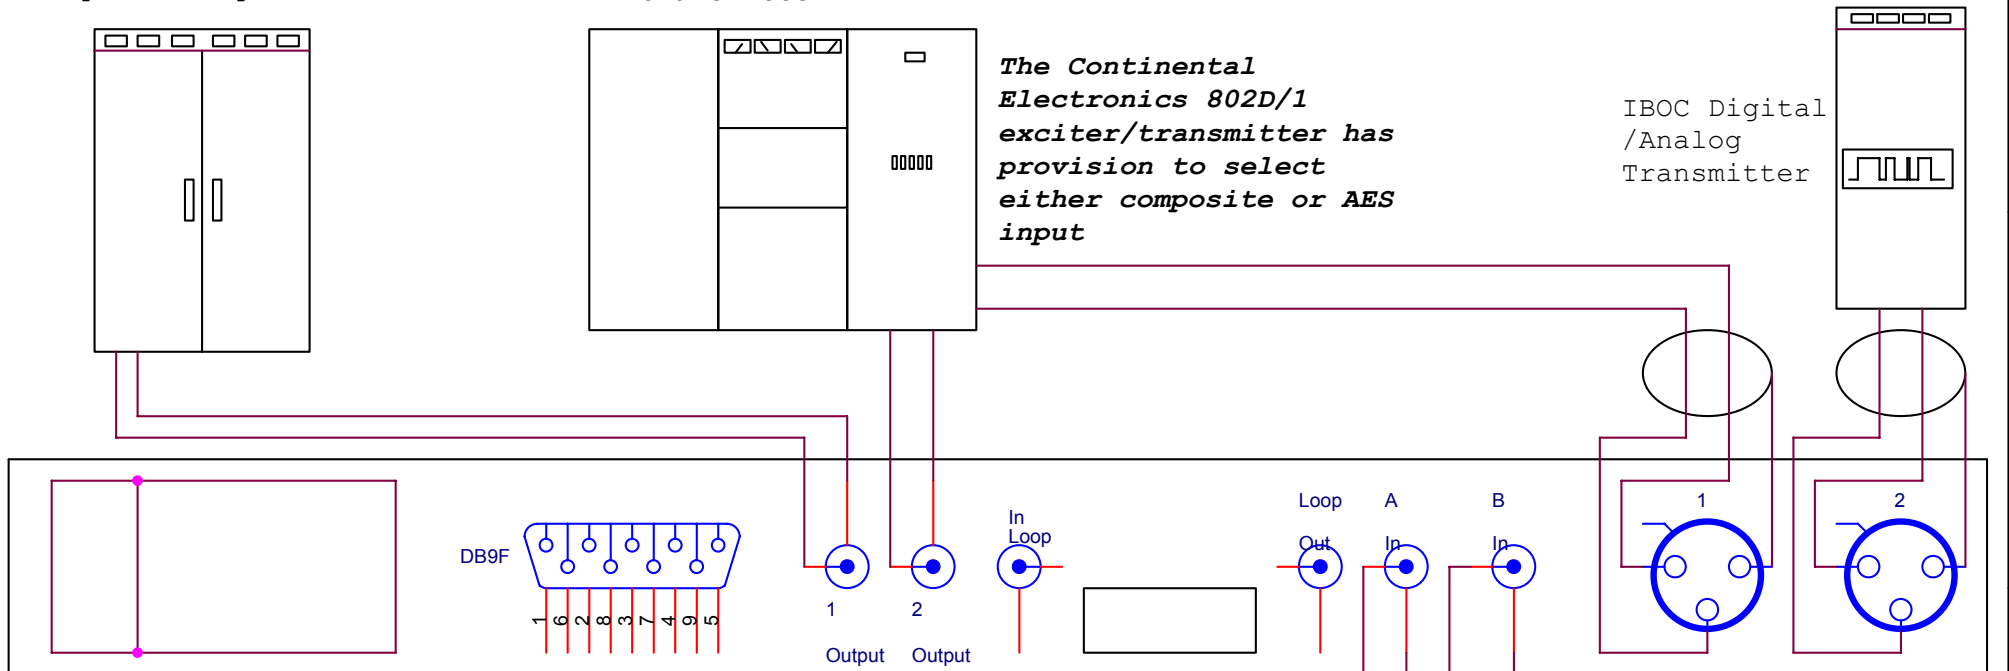 The Continental
Electronics 802D/1
exciter/transmitter has
provision to select
either composite or AES
input
IBOC Digital
/Analog
Transmitter
DB9F
1
6
2
8
3
7
4
9
5
1
Output
2
Output
In
Loop
Loop
Out
A
In
B
In
1
2